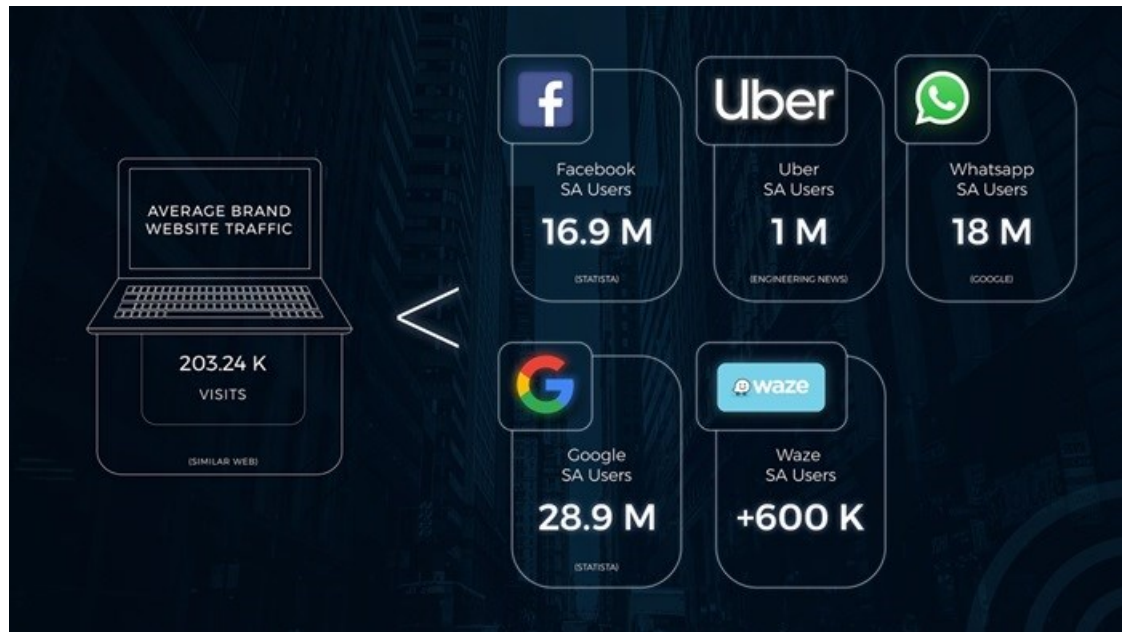 AVERAGE BRAND
WEBSITE TRAFFIC
203.24 K
VISITS
(SIMILAR WEB)
<
f
Facebook
SA Users
16.9 M
(STATISTA)
Uber
Uber
SA Users
1 M
(ENGINEERING NEWS)
Whatsapp
SA Users
18 M
(GOOGLE)
G
Google
SA Users
28.9 M
(STATISTA)
waze
Waze
SA Users
+600 K